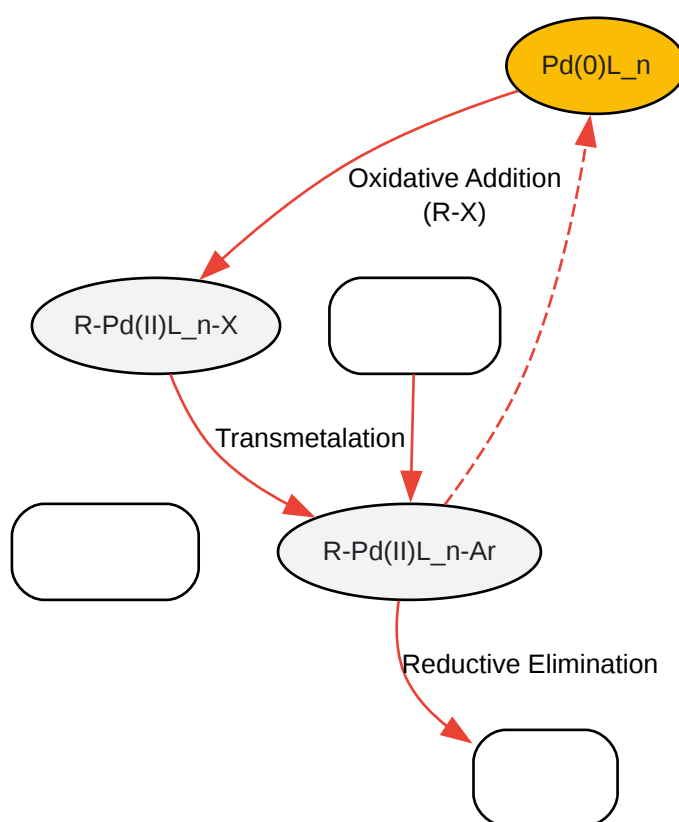 Pd(0)L_n
Oxidative Addition
(R-X)
R-Pd(II)L_n-X
Transmetalation
R-Pd(II)L_n-Ar
Reductive Elimination